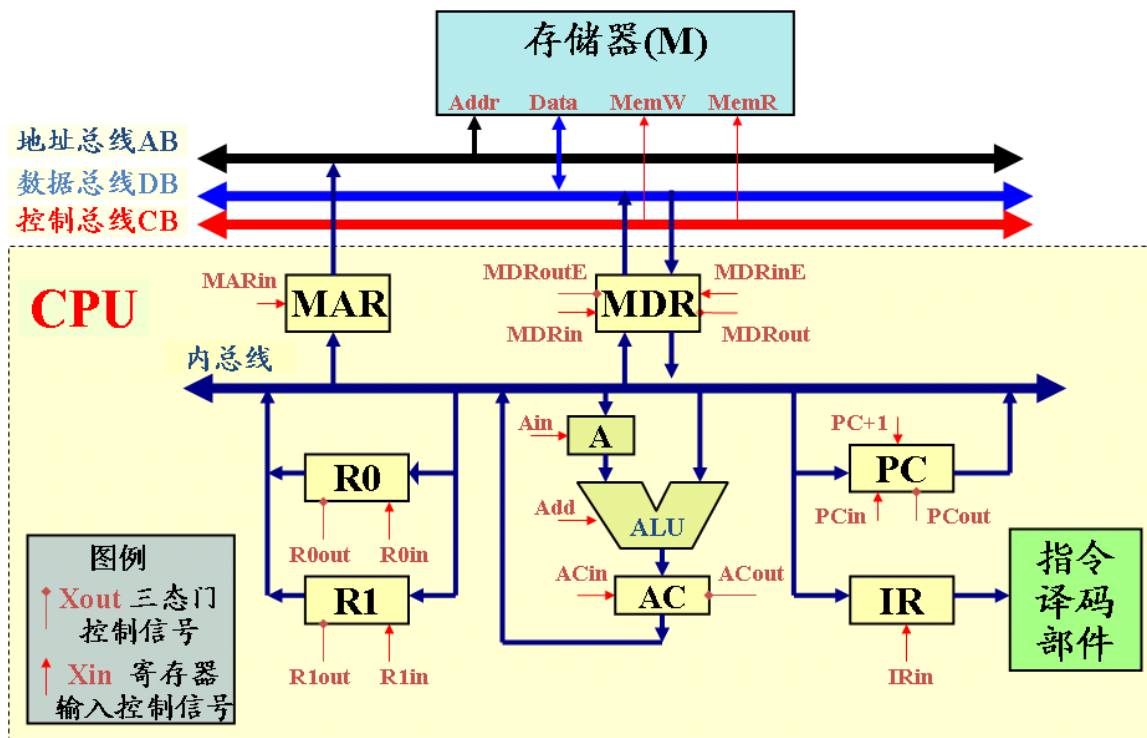 存储器(M)
Addr Data MemW MemR
地址总线AB
数据总线DB
控制总线CB
CPU
MARin
MAR
MDRoutE
MDRinE
MDR
MDRin
MDRout
内总线
Ain
A
PC+1
PC
PCin
PCout
R0
R0out
R0in
Add
ALU
ACin
ACout
AC
R1
R1out
R1in
IR
IRin
指令
译码
部件
图例
Xout 三态门
控制信号
Xin 寄存器
输入控制信号